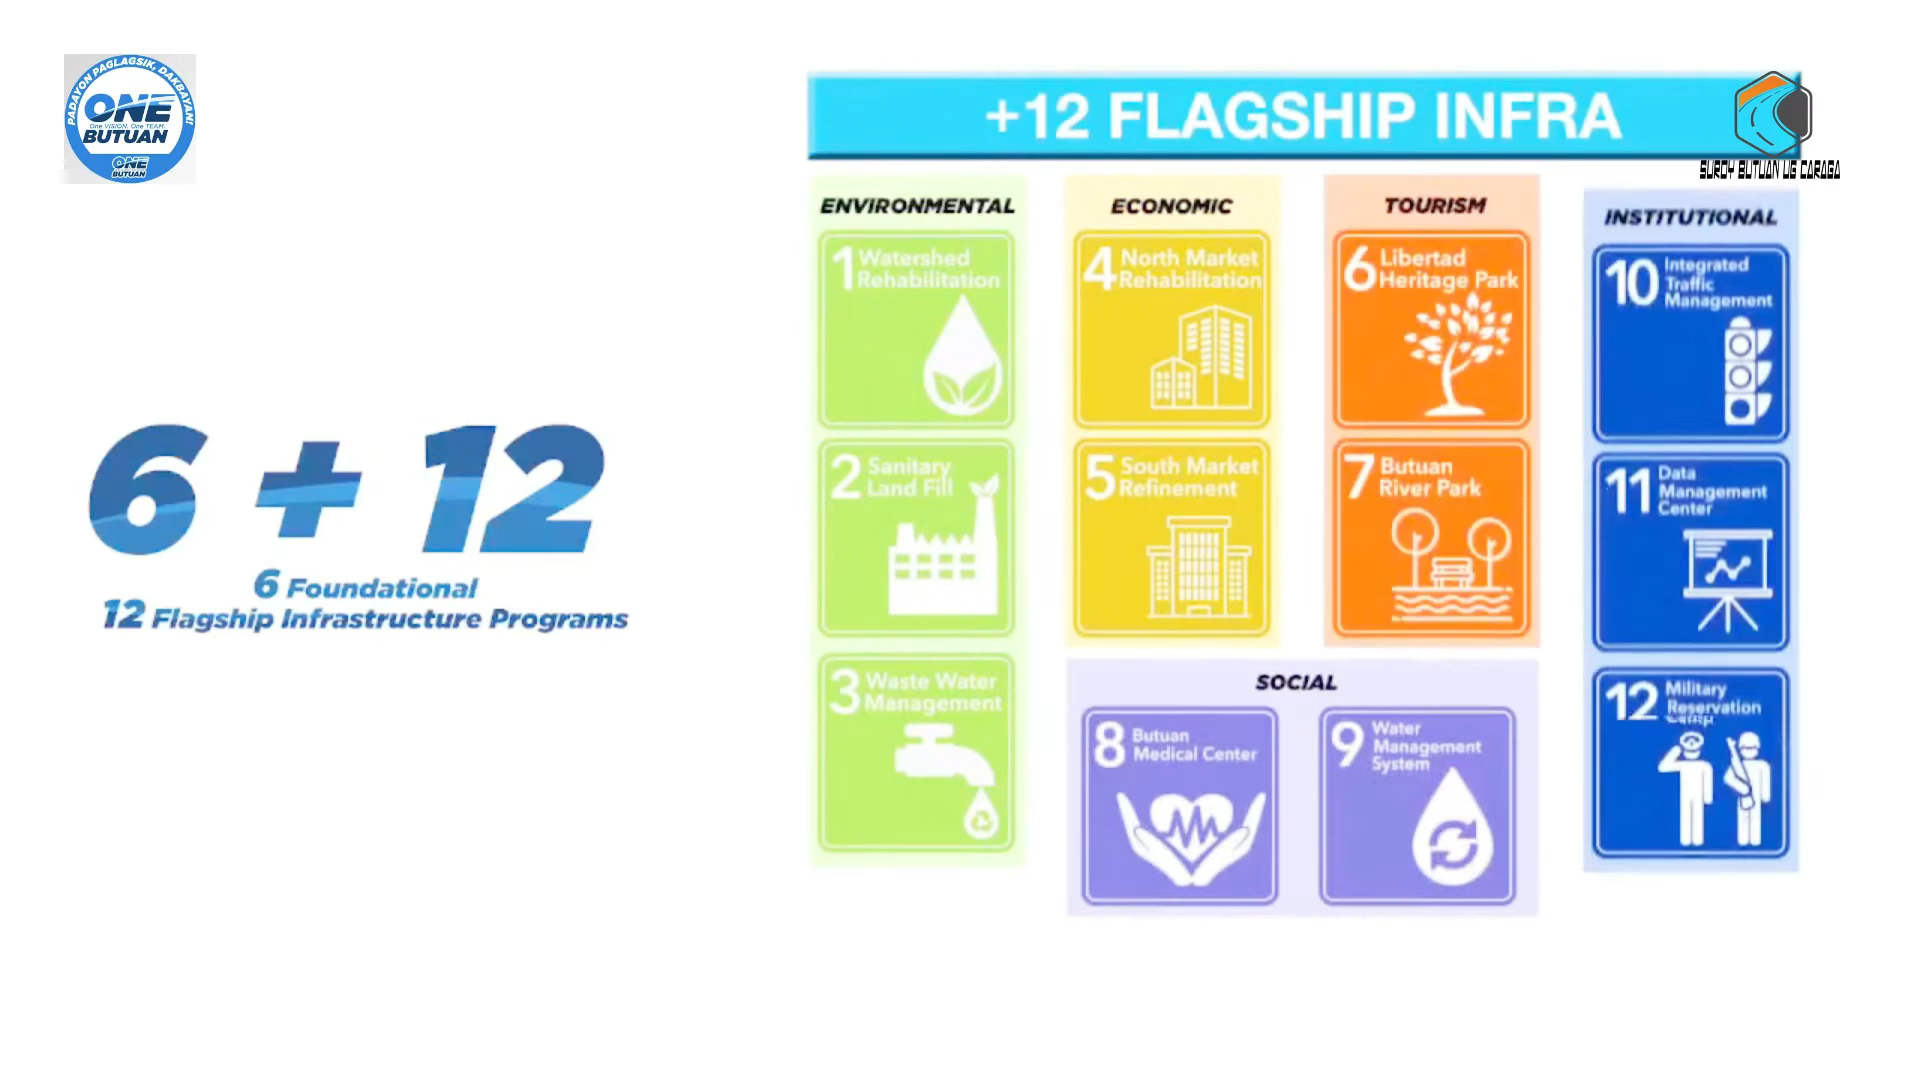 PADAYON PAGLAGSIK, DAKBAYAN!
ONE
One VISION. One TEAM.
BUTUAN
ONE
BUTUAN
6 + 12
6 Foundational
12 Flagship Infrastructure Programs
+12 FLAGSHIP INFRA
SUROY BUTUAN UG CARAGA
ENVIRONMENTAL
1 Watershed
Rehabilitation
2 Sanitary
Land Fill
3 Waste Water
Management
ECONOMIC
4 North Market
Rehabilitation
5 South Market
Refinement
TOURISM
6 Libertad
Heritage Park
7 Butuan
River Park
SOCIAL
8 Butuan
Medical Center
9 Water
Management
System
INSTITUTIONAL
10 Integrated
Traffic
Management
11 Data
Management
Center
12 Military
Reservation
Camp